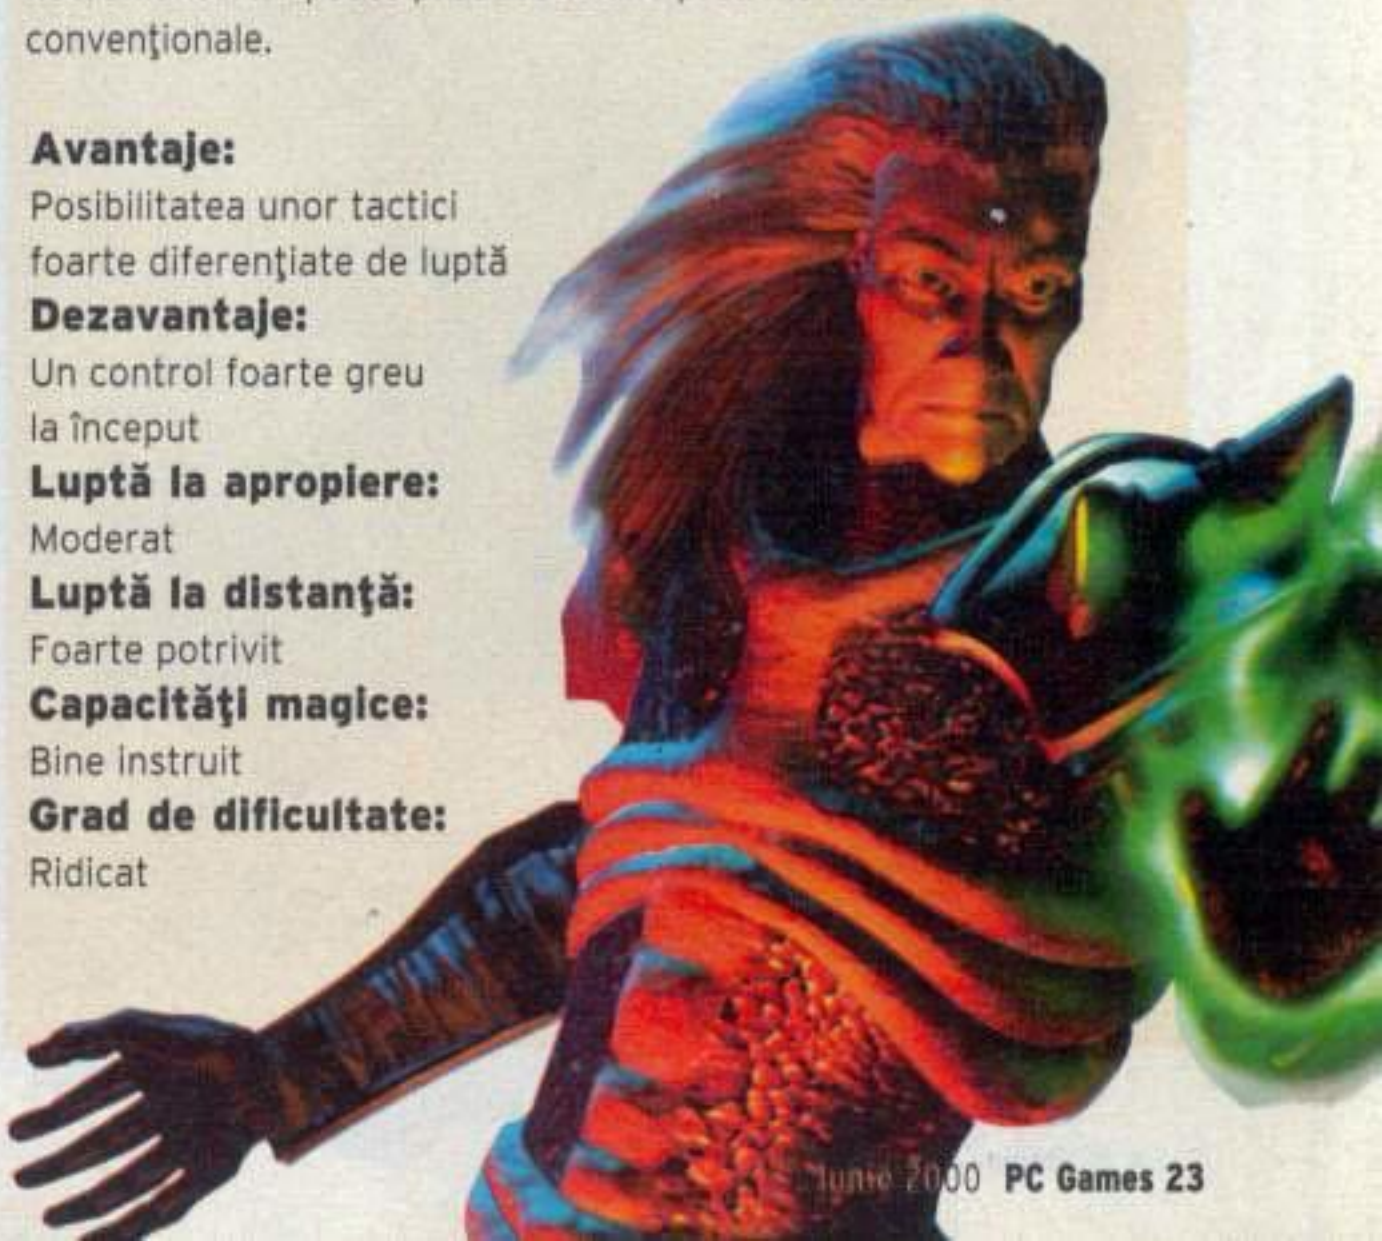 convenţionale.
Avantaje:
Posibilitatea unor tactici
foarte diferenţiate de luptă
Dezavantaje:
Un control foarte greu
la început
Luptă la apropiere:
Moderat
Luptă la distanţă:
Foarte potrivit
Capacităţi magice:
Bine instruit
Grad de dificultate:
Ridicat
Iunie 2000 PC Games 23